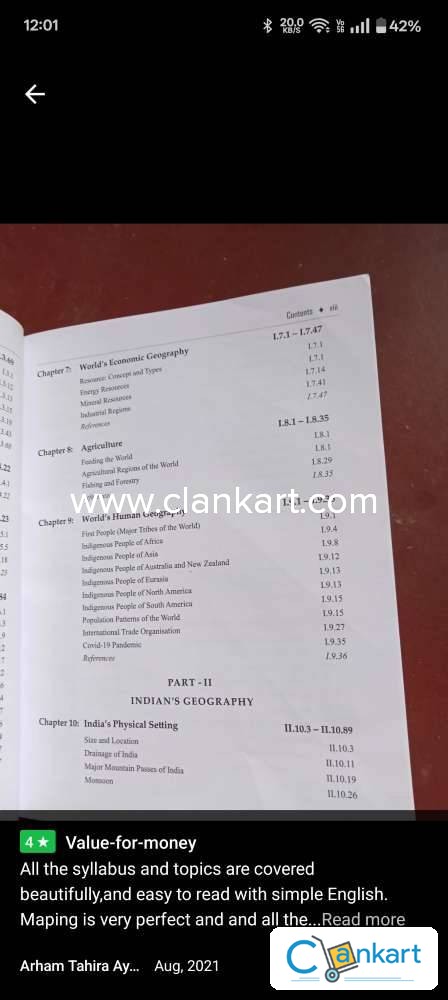 12:01
20.0
KB/S
Vo
5G
42%
Contents ♦ xiii
Chapter 7: World's Economic Geography I.7.1 – I.7.47
Resource: Concept and Types I.7.1
Energy Resources I.7.1
Mineral Resources I.7.14
Industrial Regions I.7.41
References I.7.47
Chapter 8: Agriculture I.8.1 – I.8.35
Feeding the World I.8.1
Agricultural Regions of the World I.8.1
Fishing and Forestry I.8.29
I.8.35
www.clankart.com
Chapter 9: World's Human Geography
First People (Major Tribes of the World) I.9.1
Indigenous People of Africa I.9.4
Indigenous People of Asia I.9.8
Indigenous People of Australia and New Zealand I.9.12
Indigenous People of Eurasia I.9.13
Indigenous People of North America I.9.13
Indigenous People of South America I.9.15
Population Patterns of the World I.9.15
International Trade Organisation I.9.27
Covid-19 Pandemic I.9.35
References I.9.36
PART - II
INDIAN'S GEOGRAPHY
Chapter 10: India's Physical Setting II.10.3 – II.10.89
Size and Location II.10.3
Drainage of India II.10.11
Major Mountain Passes of India II.10.19
Monsoon II.10.26
4★ Value-for-money
All the syllabus and topics are covered
beautifully,and easy to read with simple English.
Maping is very perfect and and all the...Read more
Arham Tahira Ay... Aug, 2021
Clankart